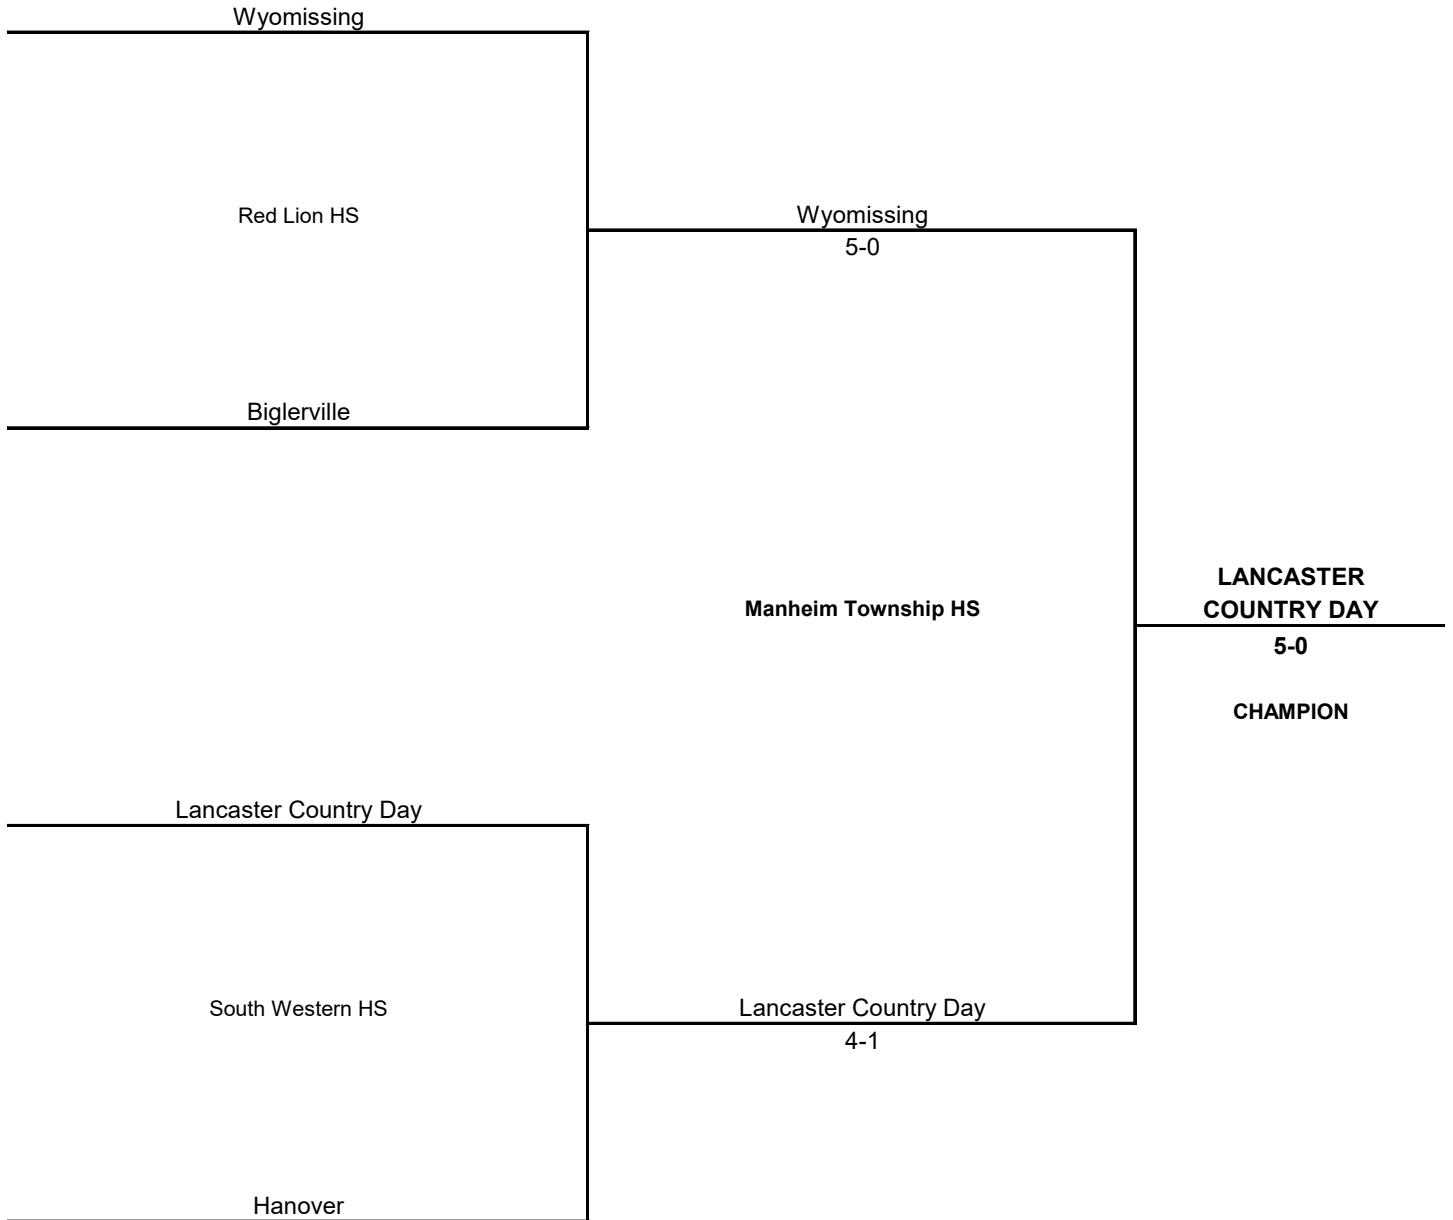 Wyomissing
Red Lion HS
Wyomissing
5-0
Biglerville
LANCASTER
COUNTRY DAY
Manheim Township HS
5-0
CHAMPION
Lancaster Country Day
South Western HS
Lancaster Country Day
4-1
Hanover